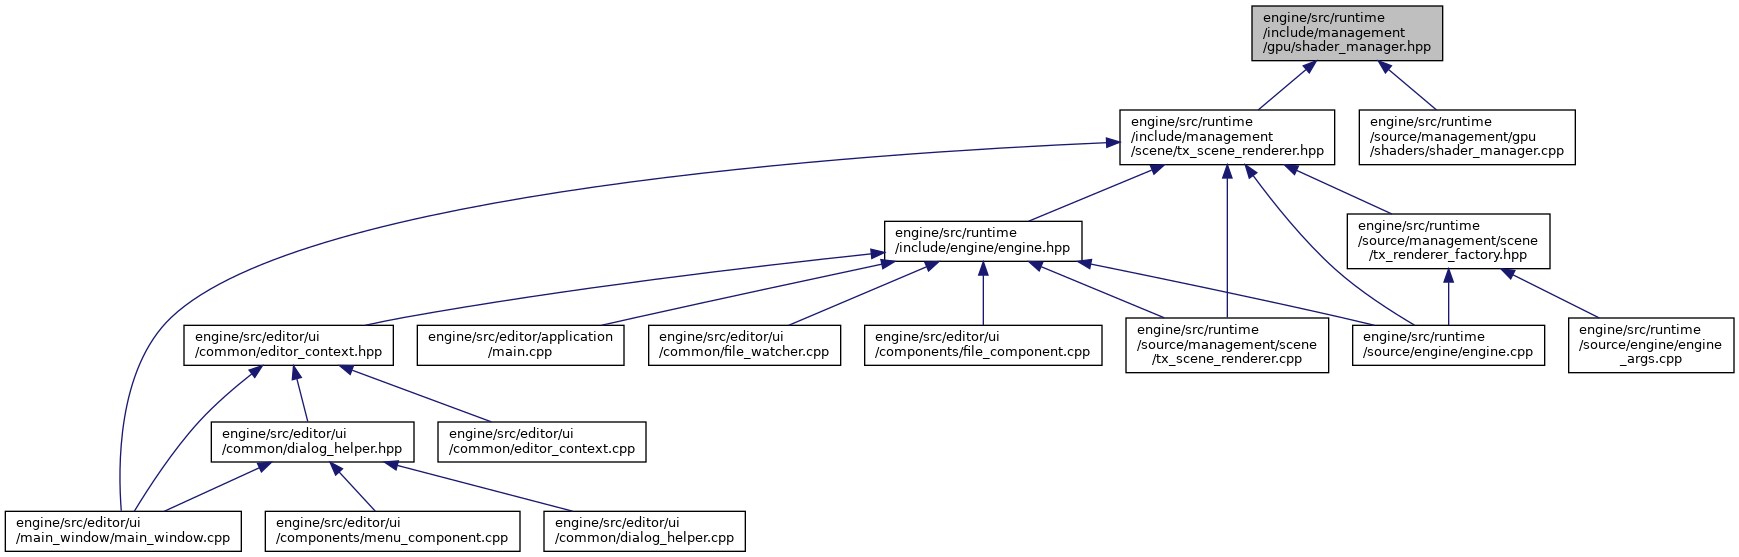 engine/src/runtime
/include/management
/gpu/shader_manager.hpp
engine/src/runtime
/include/management
/scene/tx_scene_renderer.hpp
engine/src/runtime
/source/management/gpu
/shaders/shader_manager.cpp
engine/src/runtime
/include/engine/engine.hpp
engine/src/runtime
/source/management/scene
/tx_renderer_factory.hpp
engine/src/editor/ui
/common/editor_context.hpp
engine/src/editor/application
/main.cpp
engine/src/editor/ui
/common/file_watcher.cpp
engine/src/editor/ui
/components/file_component.cpp
engine/src/runtime
/source/management/scene
/tx_scene_renderer.cpp
engine/src/runtime
/source/engine/engine.cpp
engine/src/runtime
/source/engine/engine
_args.cpp
engine/src/editor/ui
/common/dialog_helper.hpp
engine/src/editor/ui
/common/editor_context.cpp
engine/src/editor/ui
/main_window/main_window.cpp
engine/src/editor/ui
/components/menu_component.cpp
engine/src/editor/ui
/common/dialog_helper.cpp